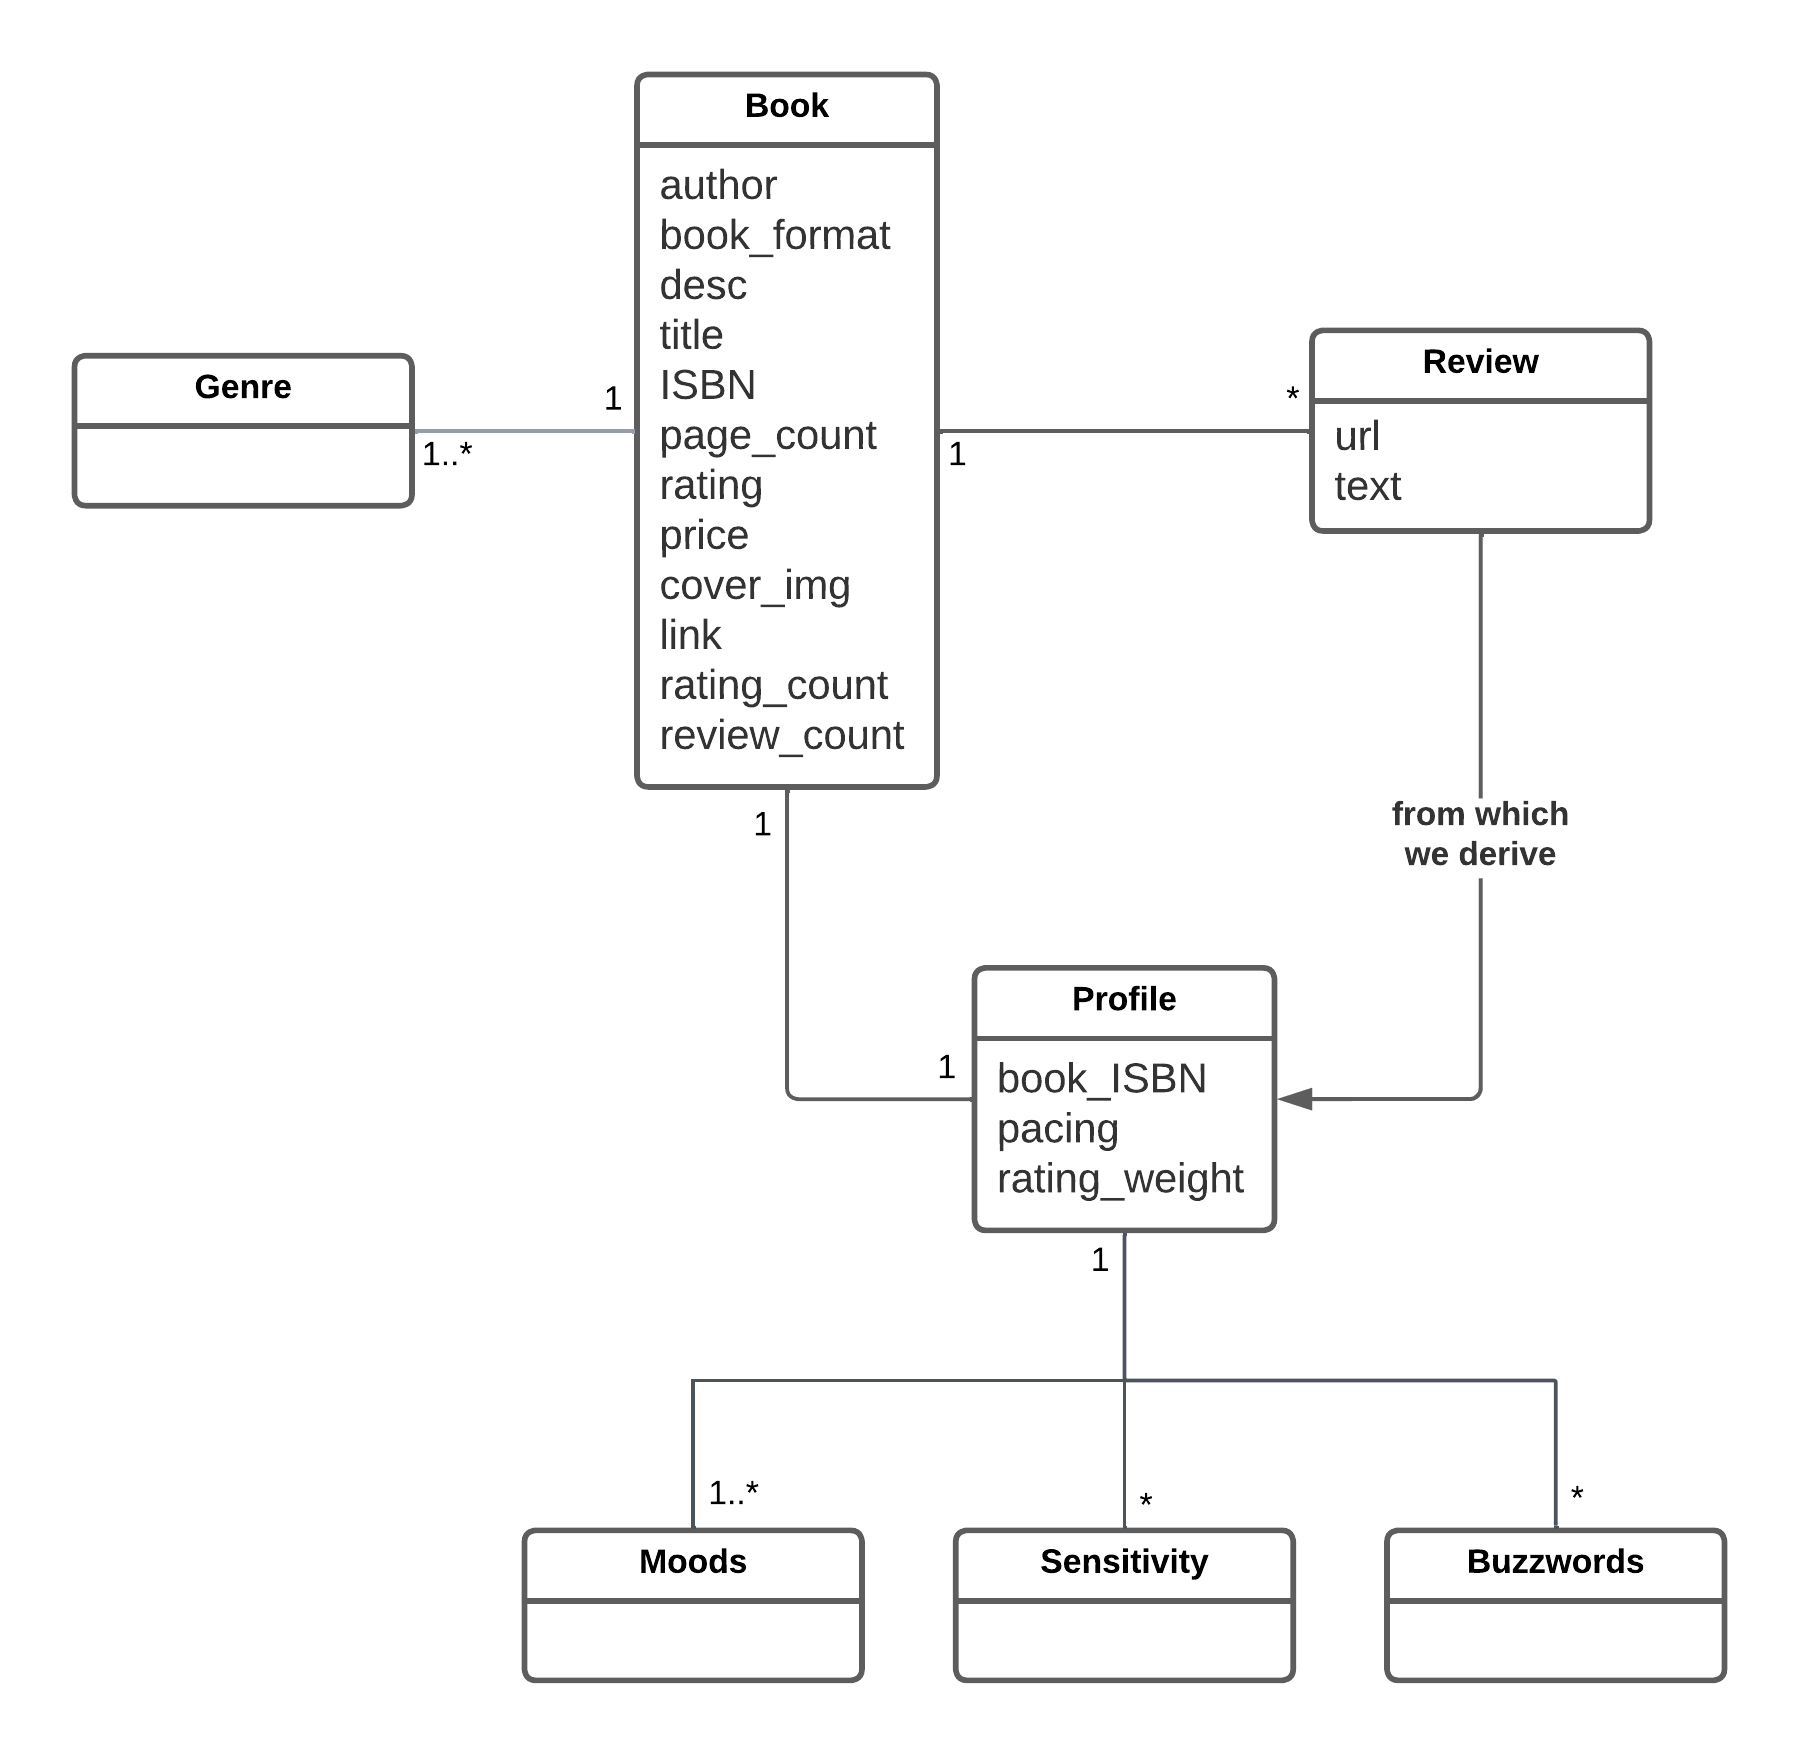 Book
author
book_format
desc
title
ISBN
page_count
rating
price
cover_img
link
rating_count
review_count
Genre
1
1..*
Review
url
text
*
1
from which
we derive
1
1
Profile
book_ISBN
pacing
rating_weight
1
1..*
*
*
Moods
Sensitivity
Buzzwords